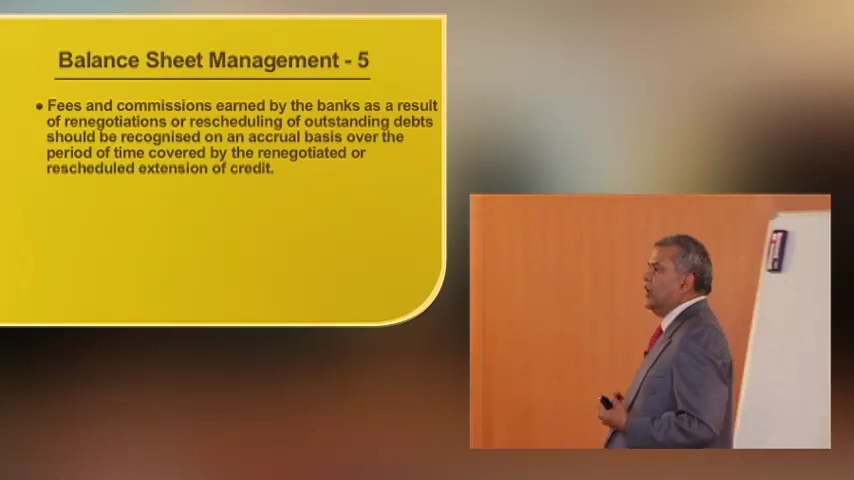 Balance Sheet Management - 5
• Fees and commissions earned by the banks as a result
of renegotiations or rescheduling of outstanding debts
should be recognised on an accrual basis over the
period of time covered by the renegotiated or
rescheduled extension of credit.